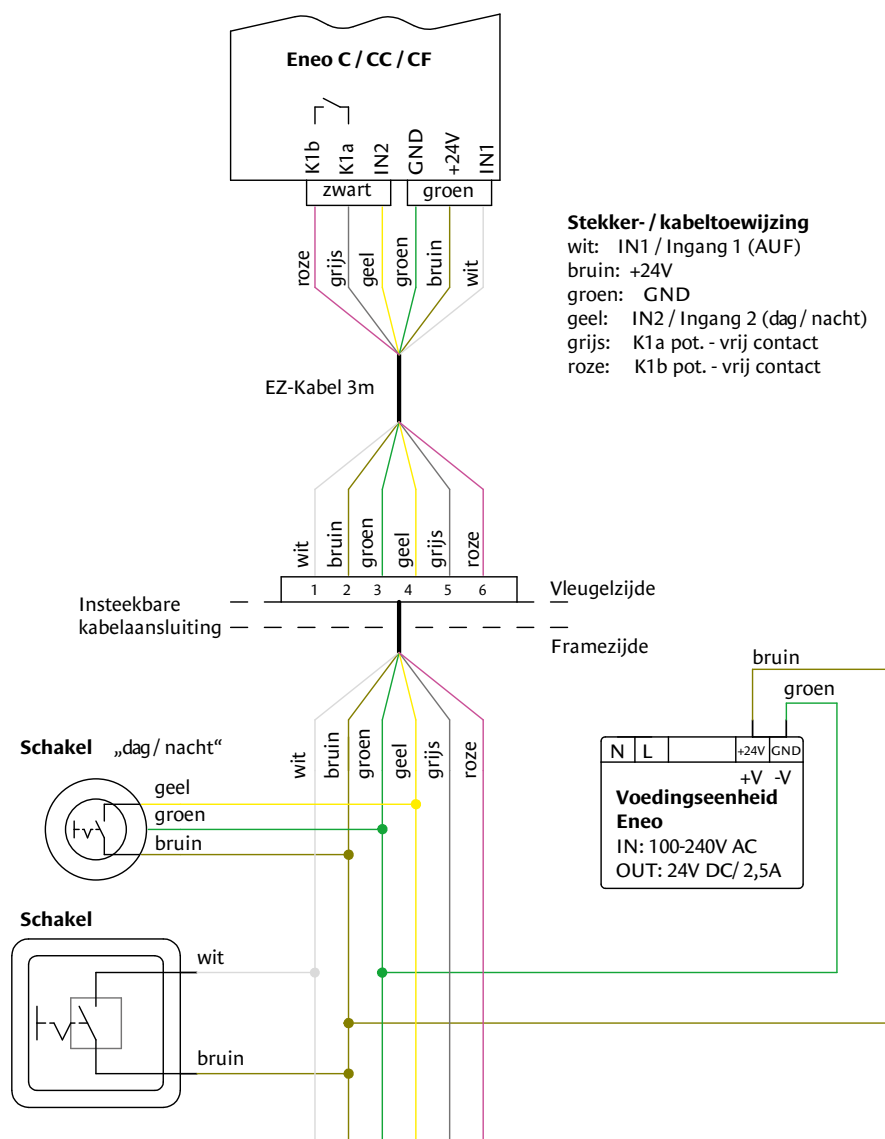 Eneo C / CC / CF
K1b K1a IN2 GND +24V IN1
zwart groen
roze grijs geel groen bruin wit
Stekker- / kabeltoewijzing
wit: IN1 / Ingang 1 (AUF)
bruin: +24V
groen: GND
geel: IN2 / Ingang 2 (dag / nacht)
grijs: K1a pot. - vrij contact
roze: K1b pot. - vrij contact
EZ-Kabel 3m
wit bruin groen geel grijs roze
1 2 3 4 5 6
Vleugelzijde
Insteekbare
kabelaansluiting
Framezijde
bruin
groen
wit bruin groen geel grijs roze
Schakel „dag / nacht“
geel
groen
bruin
N L +24V GND
+V -V
Voedingseenheid
Eneo
IN: 100-240V AC
OUT: 24V DC/ 2,5A
Schakel
wit
bruin